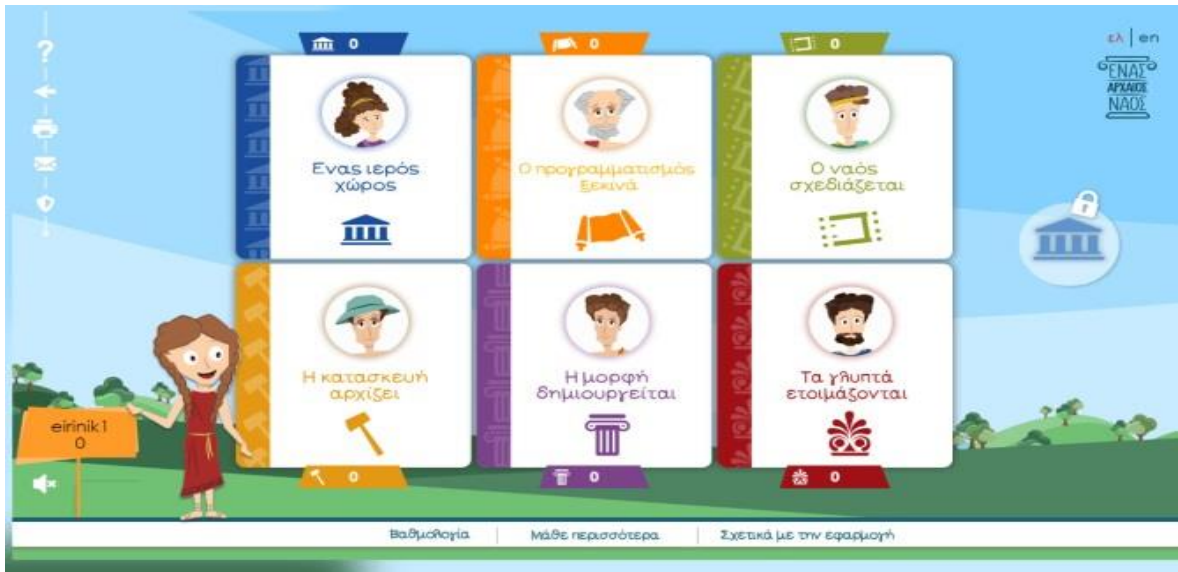 0
0
0
ελ | en
ΕΝΑΣ
ΑΡΧΑΙΟΣ
ΝΑΟΣ
?
Ενας ιερός
χώρος
Ο προγραμματισμός
ξεκινά
Ο ναός
σχεδιάζεται
Η κατασκευή
αρχίζει
Η μορφή
δημιουργείται
Τα γλυπτά
ετοιμάζονται
eirinik1
0
0
0
0
Βαθμολογία
Μάθε περισσότερα
Σχετικά με την εφαρμογή